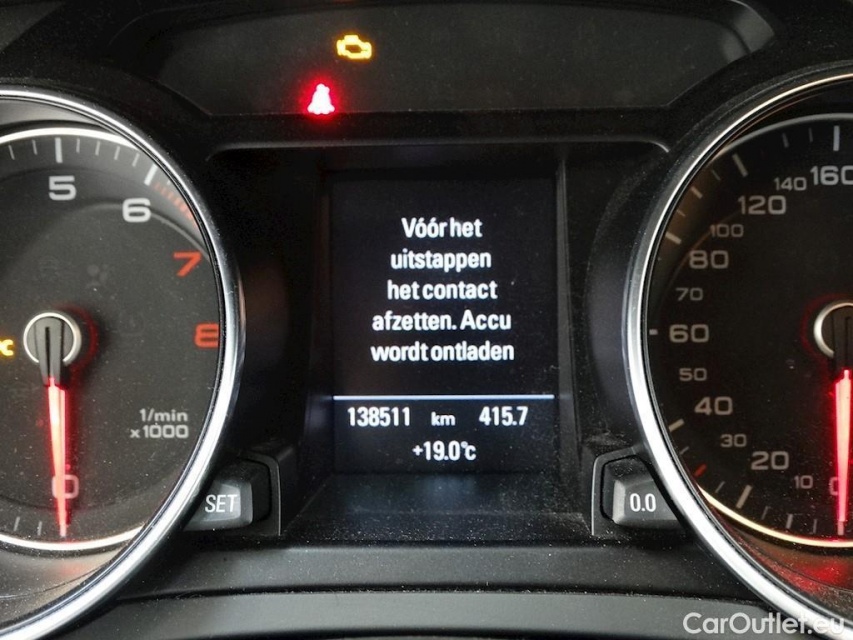 Vóór het
uitstappen
het contact
afzetten. Accu
wordt ontladen
138511 km 415.7
+19.0°c
5
6
7
8
1/min
x1000
0
SET
160
140
120
100
80
70
60
50
40
30
20
10
0
0.0
CarOutlet.eu